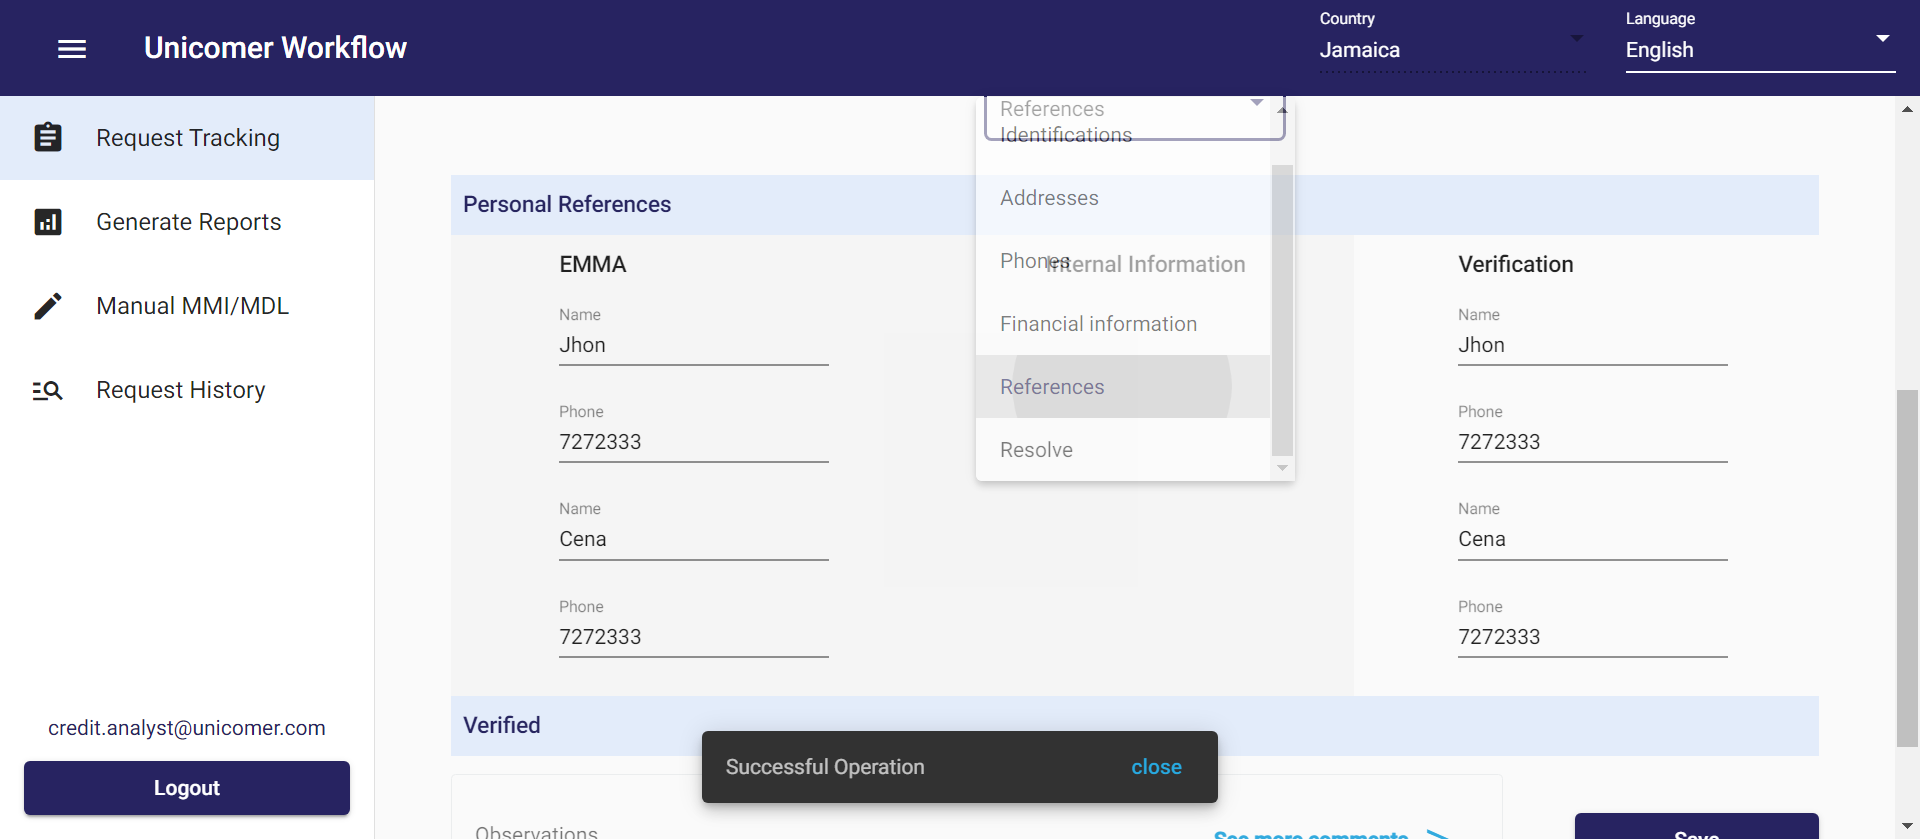 Unicomer Workflow
Country
Jamaica
Language
English
Request Tracking
Generate Reports
Manual MMI/MDL
Request History
credit.analyst@unicomer.com
Logout
References
Identifications
Addresses
Phones
Financial information
References
Resolve
Personal References
EMMA
Internal Information
Verification
Name
Jhon
Phone
7272333
Name
Cena
Phone
7272333
Name
Jhon
Phone
7272333
Name
Cena
Phone
7272333
Verified
Successful Operation
close
Observations
See more comments
Save